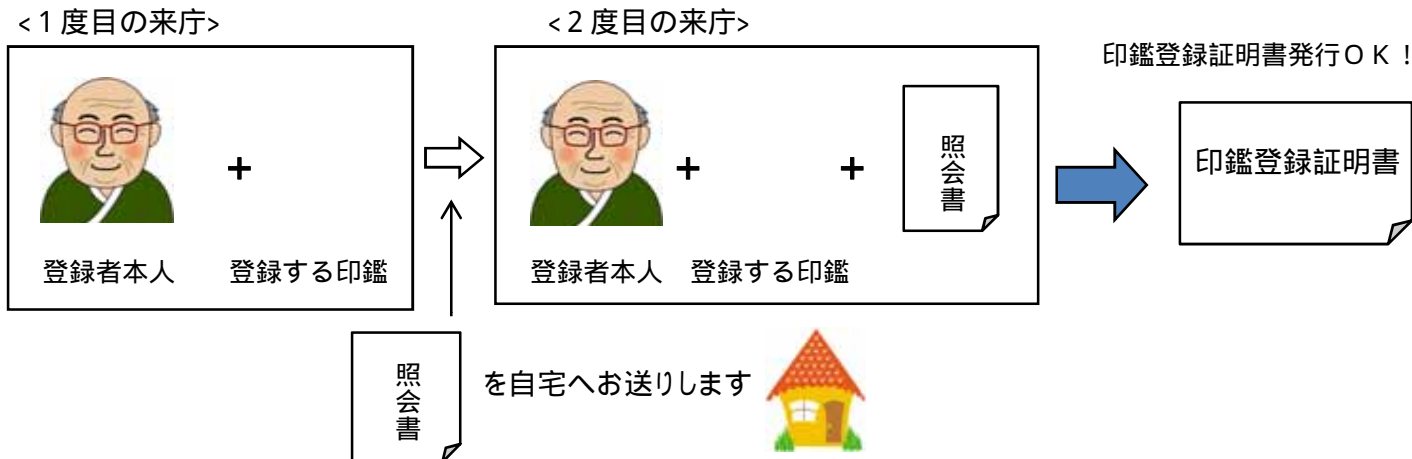 <１度目の来庁>
<２度目の来庁>
印鑑登録証明書発行ＯＫ！
+
登録者本人
登録する印鑑
+
+
照会書
登録者本人
登録する印鑑
印鑑登録証明書
照会書
を自宅へお送りします